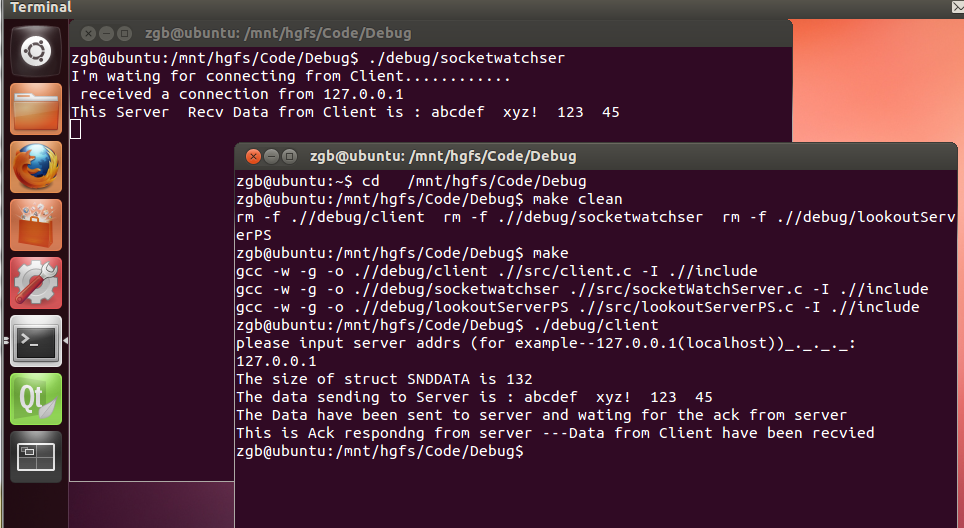 Terminal
zgb@ubuntu: /mnt/hgfs/Code/Debug
zgb@ubuntu:/mnt/hgfs/Code/Debug$ ./debug/socketwatchser
I'm wating for connecting from Client............
received a connection from 127.0.0.1
This Server  Recv Data from Client is : abcdef  xyz!  123  45
zgb@ubuntu: /mnt/hgfs/Code/Debug
zgb@ubuntu:~$ cd   /mnt/hgfs/Code/Debug
zgb@ubuntu:/mnt/hgfs/Code/Debug$ make clean
rm -f .//debug/client  rm -f .//debug/socketwatchser  rm -f .//debug/lookoutServ
erPS
zgb@ubuntu:/mnt/hgfs/Code/Debug$ make
gcc -w -g -o .//debug/client .//src/client.c -I .//include
gcc -w -g -o .//debug/socketwatchser .//src/socketWatchServer.c -I .//include
gcc -w -g -o .//debug/lookoutServerPS .//src/lookoutServerPS.c -I .//include
zgb@ubuntu:/mnt/hgfs/Code/Debug$ ./debug/client
please input server addrs (for example--127.0.0.1(localhost))_._._._:
127.0.0.1
The size of struct SNDDATA is 132
The data sending to Server is : abcdef  xyz!  123  45
The Data have been sent to server and wating for the ack from server
This is Ack respondng from server ---Data from Client have been recvied
zgb@ubuntu:/mnt/hgfs/Code/Debug$
Qt